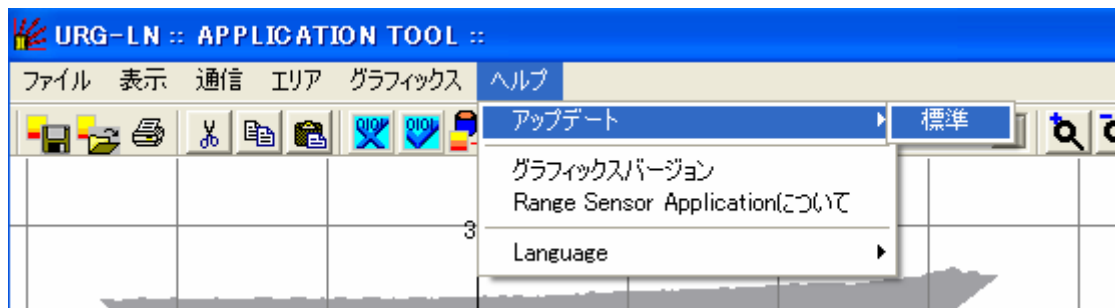 URG-LN :: APPLICATION TOOL ::
ファイル 表示 通信 エリア グラフィックス ヘルプ
アップデート 標準
グラフィックスバージョン
Range Sensor Applicationについて
3
Language